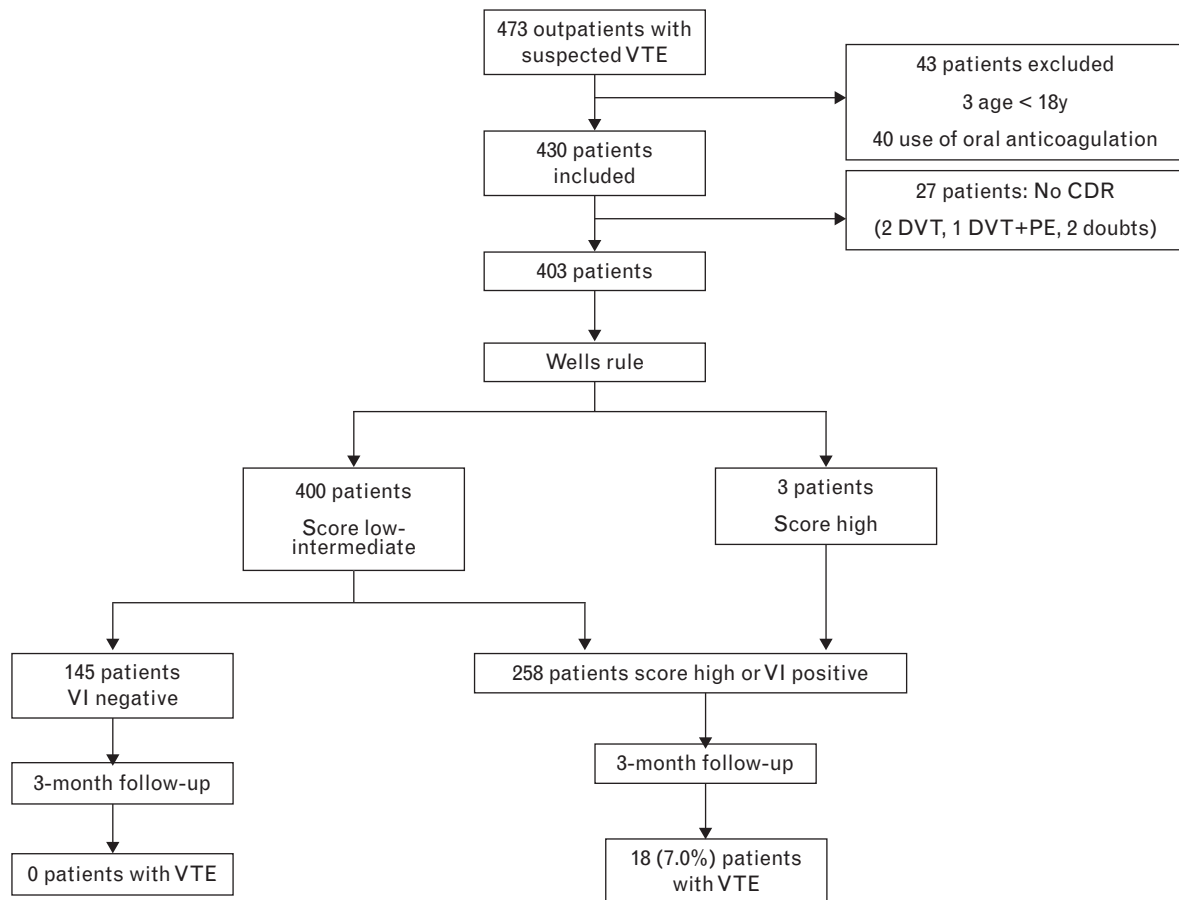 473 outpatients with
suspected VTE
43 patients excluded
3 age < 18y
40 use of oral anticoagulation
430 patients
included
27 patients: No CDR
(2 DVT, 1 DVT+PE, 2 doubts)
403 patients
Wells rule
400 patients
Score low-
intermediate
3 patients
Score high
145 patients
VI negative
258 patients score high or VI positive
3-month follow-up
3-month follow-up
0 patients with VTE
18 (7.0%) patients
with VTE